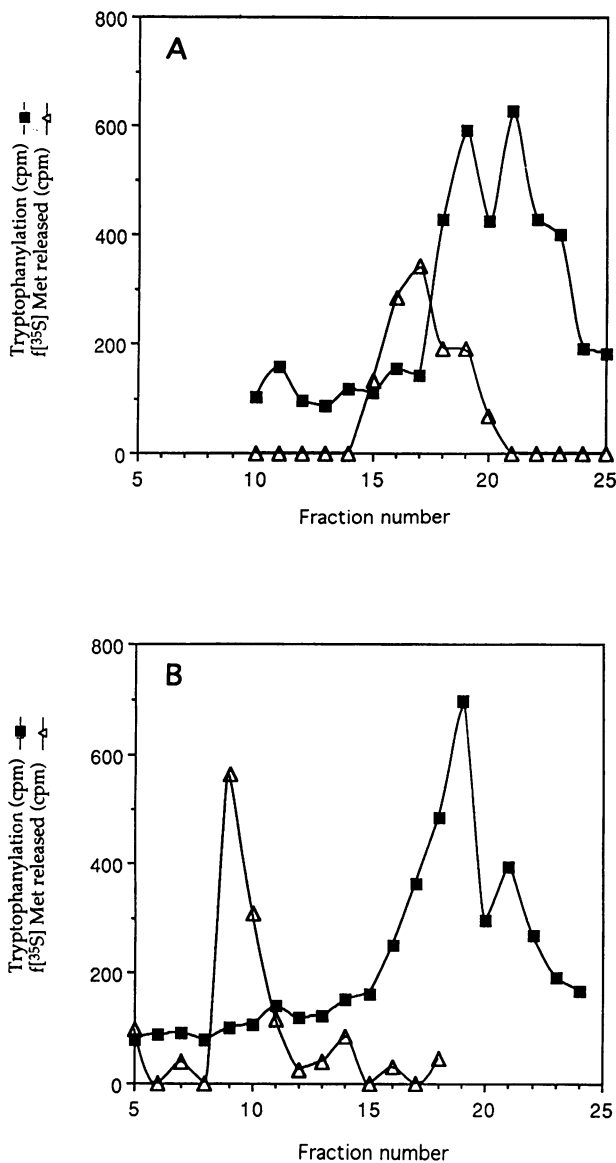 A
800
600
400
200
0
5
10
15
20
25
Fraction number
Tryptophanylation (cpm)
f[³⁵S] Met released (cpm)
B
800
600
400
200
0
5
10
15
20
25
Fraction number
Tryptophanylation (cpm)
f[³⁵S] Met released (cpm)